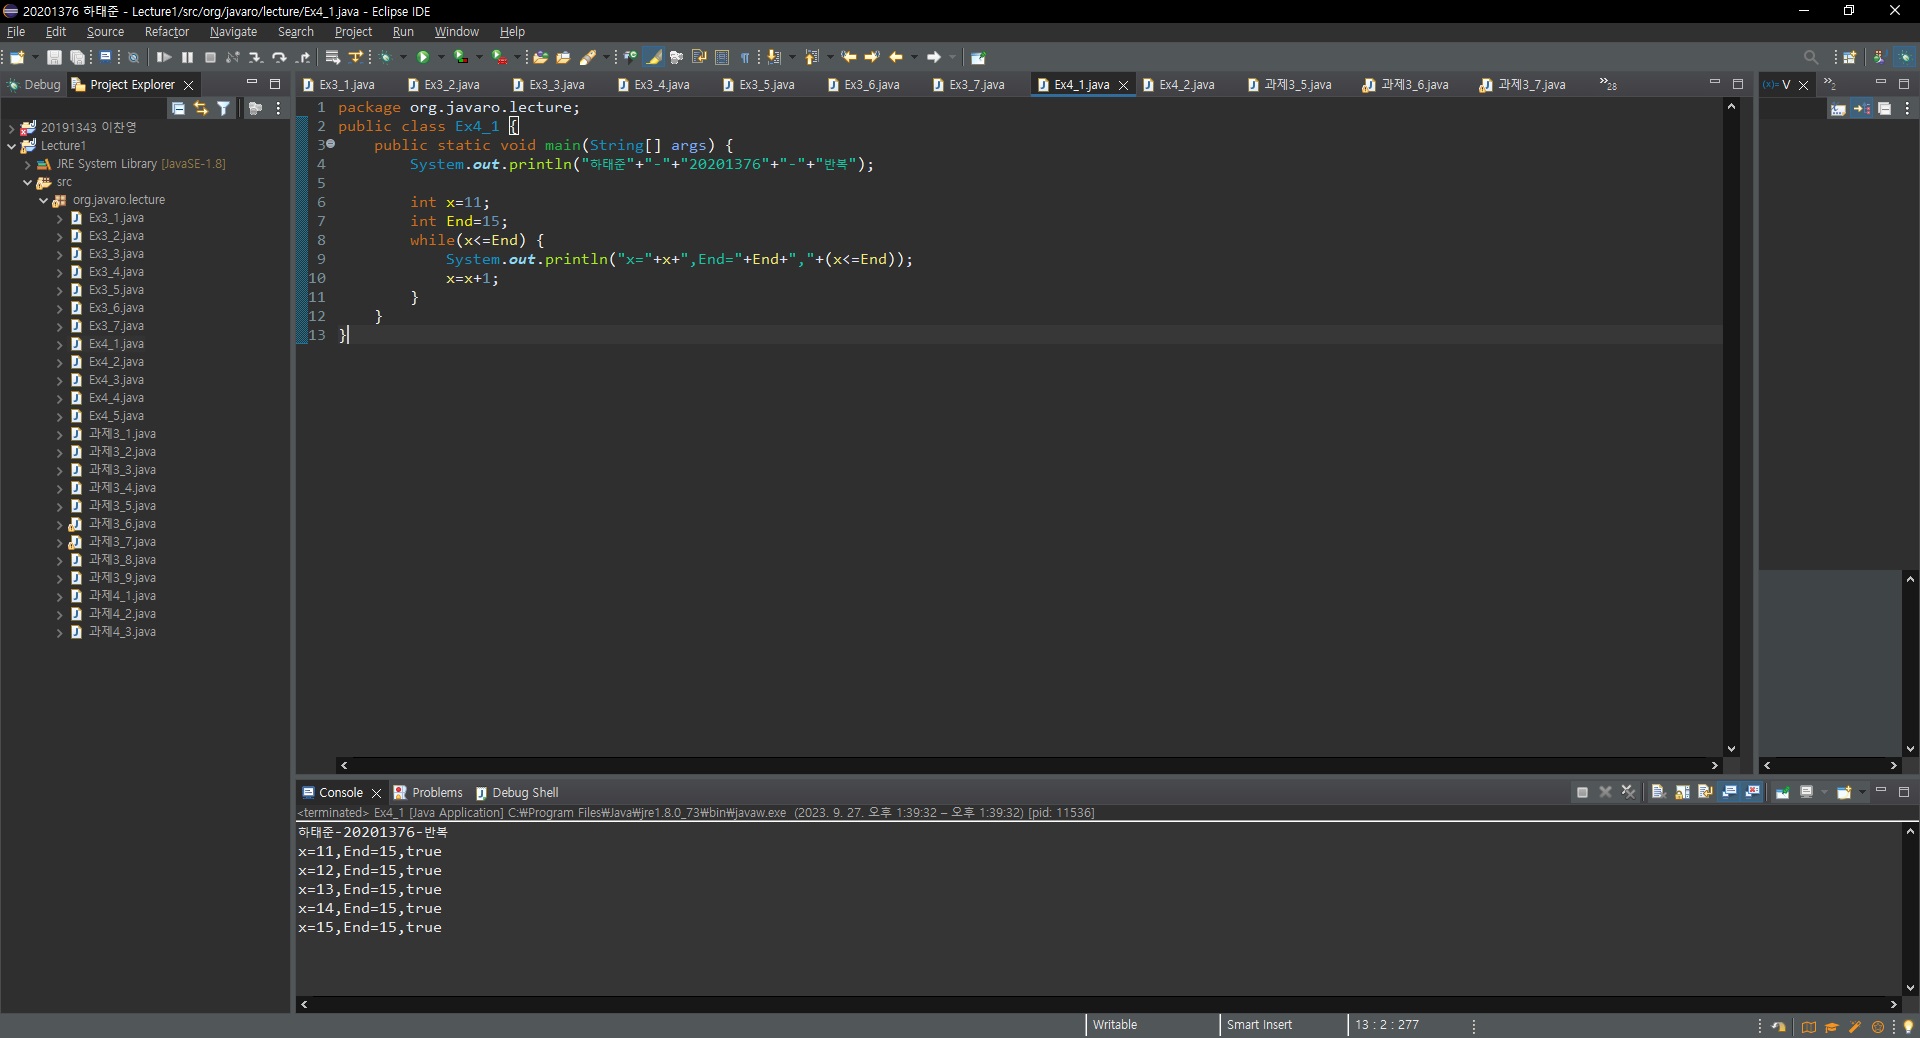 20201376 하태준 - Lecture1/src/org/javaro/lecture/Ex4_1.java - Eclipse IDE
File Edit Source Refactor Navigate Search Project Run Window Help
Debug Project Explorer
Ex3_1.java Ex3_2.java Ex3_3.java Ex3_4.java Ex3_5.java Ex3_6.java Ex3_7.java Ex4_1.java Ex4_2.java 과제3_5.java 과제3_6.java 과제3_7.java »28
(x)= V »2
20191343 이찬영
Lecture1
JRE System Library [JavaSE-1.8]
src
org.javaro.lecture
Ex3_1.java
Ex3_2.java
Ex3_3.java
Ex3_4.java
Ex3_5.java
Ex3_6.java
Ex3_7.java
Ex4_1.java
Ex4_2.java
Ex4_3.java
Ex4_4.java
Ex4_5.java
과제3_1.java
과제3_2.java
과제3_3.java
과제3_4.java
과제3_5.java
과제3_6.java
과제3_7.java
과제3_8.java
과제3_9.java
과제4_1.java
과제4_2.java
과제4_3.java
1 package org.javaro.lecture;
2 public class Ex4_1 {
3 public static void main(String[] args) {
4 System.out.println("하태준"+"-"+"20201376"+"-"+"반복");
5
6 int x=11;
7 int End=15;
8 while(x<=End) {
9 System.out.println("x="+x+",End="+End+","+(x<=End));
10 x=x+1;
11 }
12 }
13 }
Console Problems Debug Shell
<terminated> Ex4_1 [Java Application] C:₩Program Files₩Java₩jre1.8.0_73₩bin₩javaw.exe (2023. 9. 27. 오후 1:39:32 – 오후 1:39:32) [pid: 11536]
하태준-20201376-반복
x=11,End=15,true
x=12,End=15,true
x=13,End=15,true
x=14,End=15,true
x=15,End=15,true
Writable Smart Insert 13 : 2 : 277